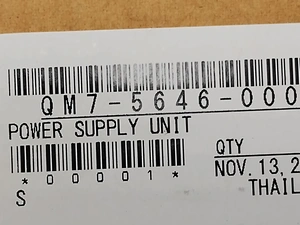 QM7-5646-000
POWER SUPPLY UNIT
*00001*
S
QTY
NOV. 13, 2
THAIL